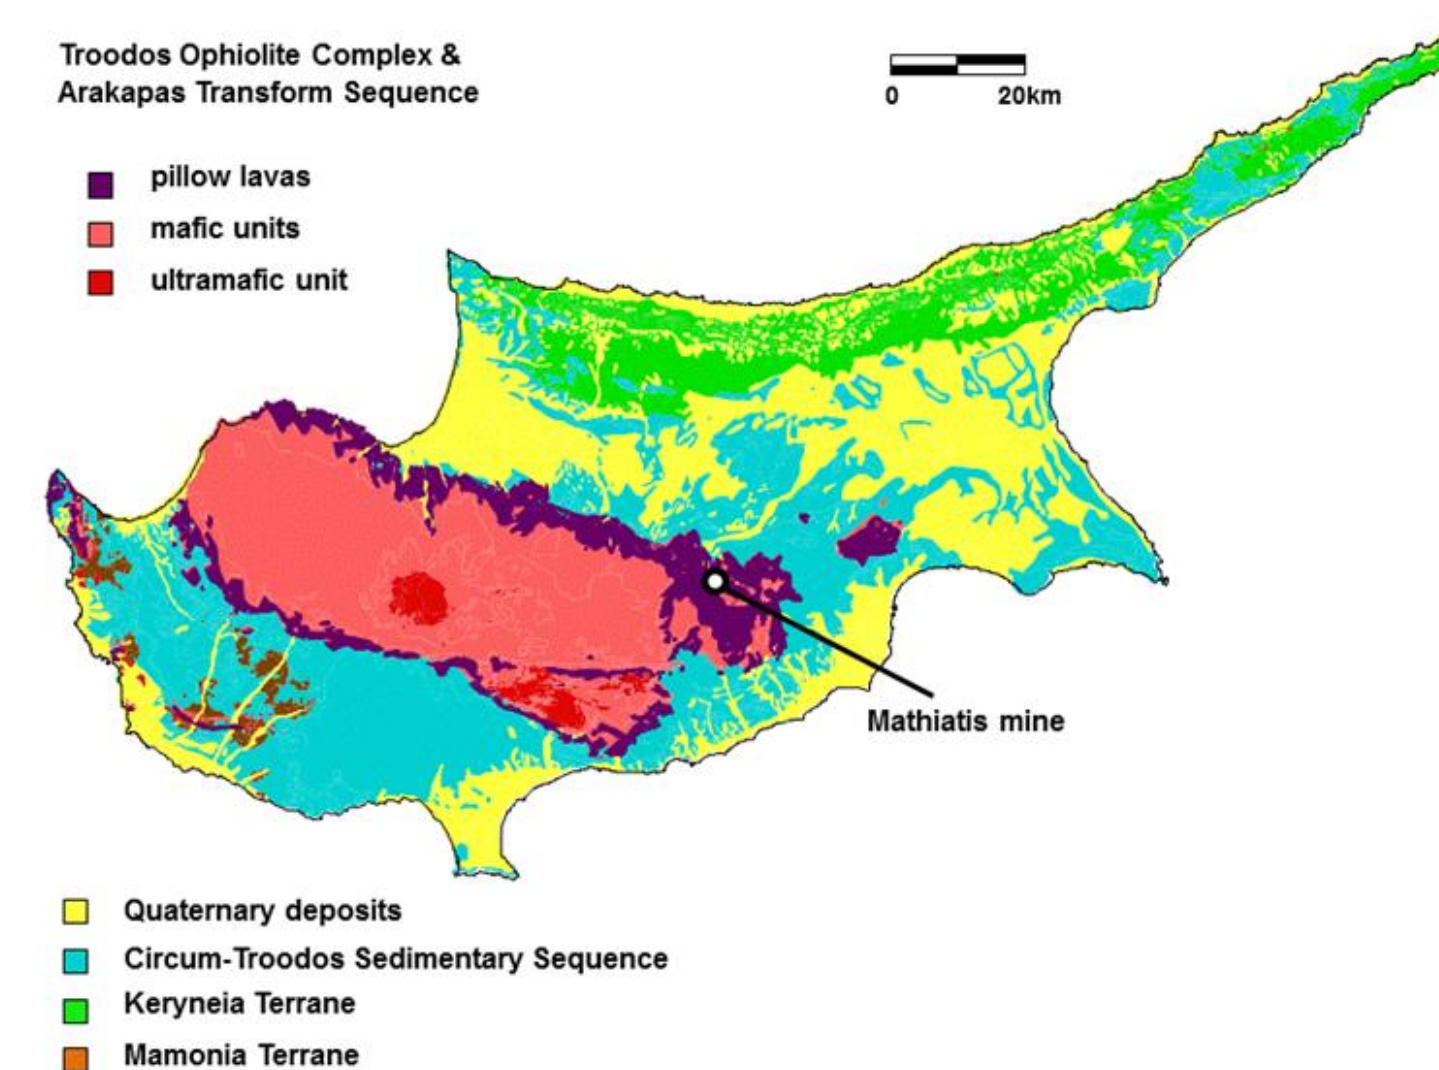 Troodos Ophiolite Complex &
Arakapas Transform Sequence
0 20km
pillow lavas
mafic units
ultramafic unit
Mathiatis mine
Quaternary deposits
Circum-Troodos Sedimentary Sequence
Keryneia Terrane
Mamonia Terrane